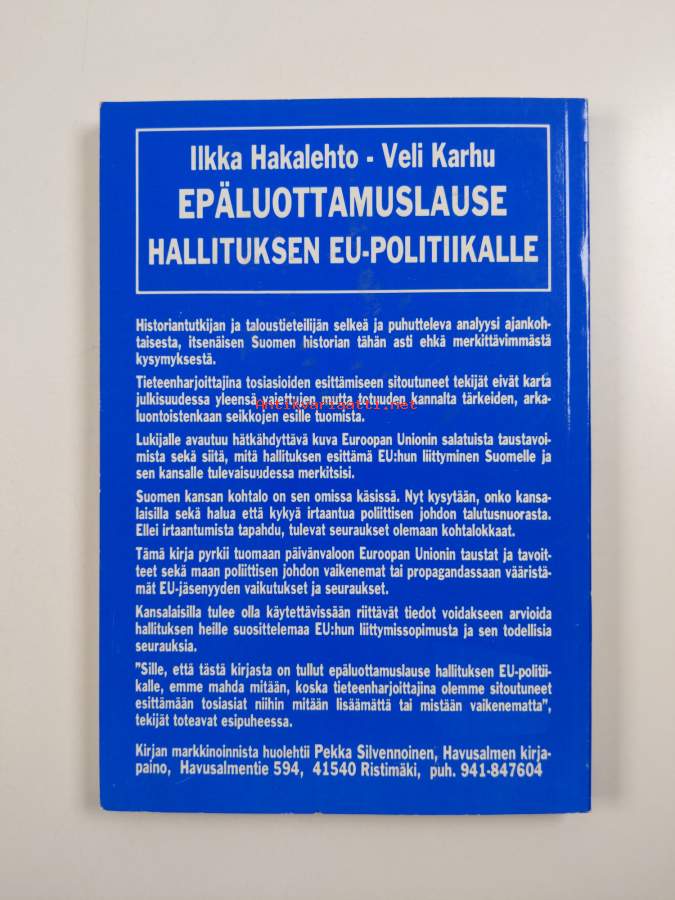 Ilkka Hakalehto - Veli Karhu
EPÄLUOTTAMUSLAUSE
HALLITUKSEN EU-POLITIIKALLE
Historiantutkijan ja taloustieteilijän selkeä ja puhutteleva analyysi ajankoh-
taisesta, itsenäisen Suomen historian tähän asti ehkä merkittävimmästä
kysymyksestä.
Tieteenharjoittajina tosiasioiden esittämiseen sitoutuneet tekijät eivät karta
julkisuudessa yleensä vaiettujen mutta totuuden kannalta tärkeiden, arka-
luontoistenkaan seikkojen esille tuomista.
Antikvariaatti.net
Lukijalle avautuu hätkähdyttävä kuva Euroopan Unionin salatuista taustavoi-
mista sekä siitä, mitä hallituksen esittämä EU:hun liittyminen Suomelle ja
sen kansalle tulevaisuudessa merkitsisi.
Suomen kansan kohtalo on sen omissa käsissä. Nyt kysytään, onko kansa-
laisilla sekä halua että kykyä irtaantua poliittisen johdon talutusnuorasta.
Ellei irtaantumista tapahdu, tulevat seuraukset olemaan kohtalokkaat.
Tämä kirja pyrkii tuomaan päivänvaloon Euroopan Unionin taustat ja tavoit-
teet sekä maan poliittisen johdon vaikenemat tai propagandassaan vääristä-
mät EU-jäsenyyden vaikutukset ja seuraukset.
Kansalaisilla tulee olla käytettävissään riittävät tiedot voidakseen arvioida
hallituksen heille suosittelemaa EU:hun liittymissopimusta ja sen todellisia
seurauksia.
"Sille, että tästä kirjasta on tullut epäluottamuslause hallituksen EU-politii-
kalle, emme mahda mitään, koska tieteenharjoittajina olemme sitoutuneet
esittämään tosiasiat niihin mitään lisäämättä tai mistään vaikenematta",
tekijät toteavat esipuheessa.
Kirjan markkinoinnista huolehtii Pekka Silvennoinen, Havusalmen kirja-
paino, Havusalmentie 594, 41540 Ristimäki, puh. 941-847604